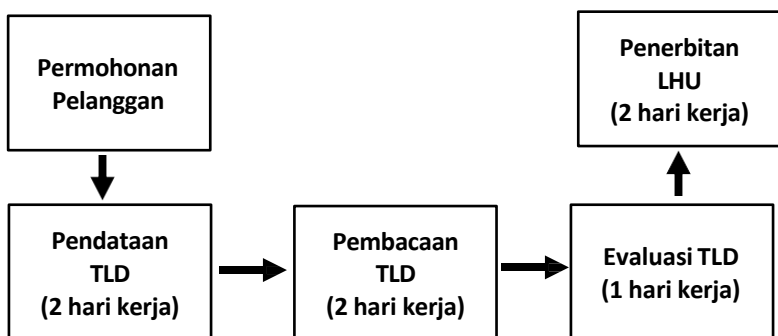 Permohonan
Pelanggan
Pendataan
TLD
(2 hari kerja)
Pembacaan
TLD
(2 hari kerja)
Evaluasi TLD
(1 hari kerja)
Penerbitan
LHU
(2 hari kerja)